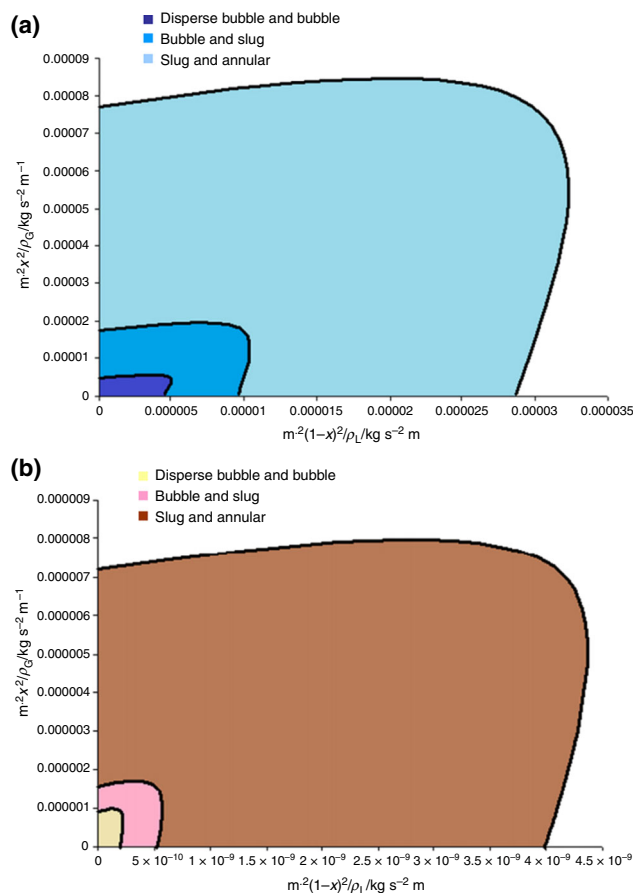 (a)
Disperse bubble and bubble
Bubble and slug
Slug and annular
0.00009
0.00008
0.00007
0.00006
0.00005
0.00004
0.00003
0.00002
0.00001
0
m·²x²/ρG/kg s⁻² m⁻¹
0 0.000005 0.00001 0.000015 0.00002 0.000025 0.00003 0.000035
m·²(1−x)²/ρL/kg s⁻² m
(b)
Disperse bubble and bubble
Bubble and slug
Slug and annular
0.000009
0.000008
0.000007
0.000006
0.000005
0.000004
0.000003
0.000002
0.000001
0
m·²x²/ρG/kg s⁻² m⁻¹
0 5 × 10⁻¹⁰ 1 × 10⁻⁹ 1.5 × 10⁻⁹ 2 × 10⁻⁹ 2.5 × 10⁻⁹ 3 × 10⁻⁹ 3.5 × 10⁻⁹ 4 × 10⁻⁹ 4.5 × 10⁻⁹
m·²(1−x)²/ρL/kg s⁻² m